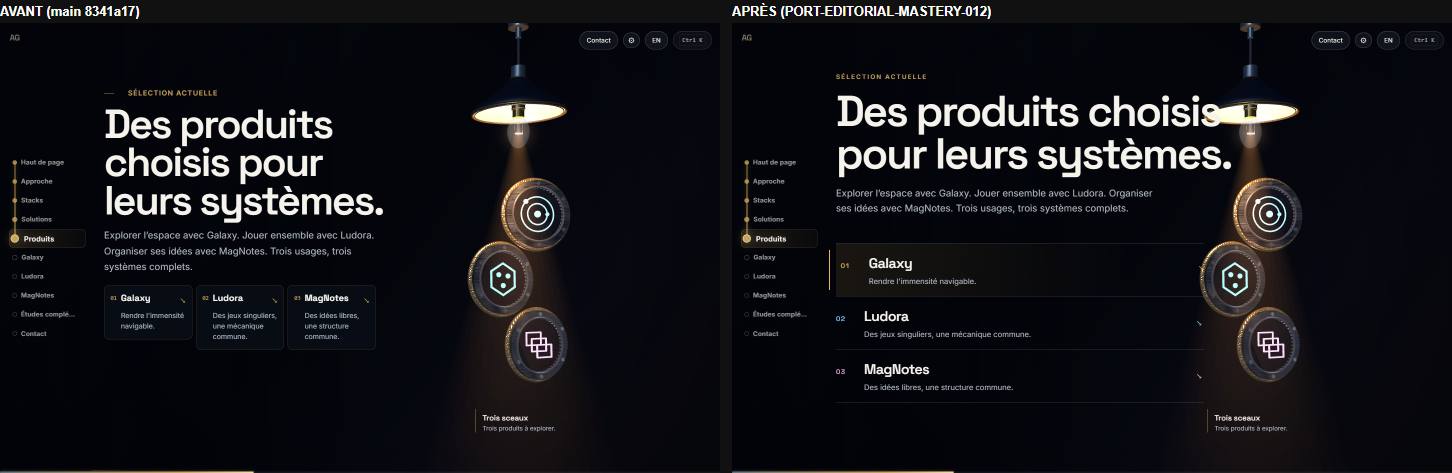 AVANT (main 8341a17)
AG
Contact
EN
Ctrl K
SÉLECTION ACTUELLE
Des produits
choisis pour
leurs systèmes.
Explorer l'espace avec Galaxy. Jouer ensemble avec Ludora.
Organiser ses idées avec MagNotes. Trois usages, trois
systèmes complets.
Haut de page
Approche
Stacks
Solutions
Produits
Galaxy
Ludora
MagNotes
Études complé...
Contact
01 Galaxy
Rendre l'immensité
navigable.
02 Ludora
Des jeux singuliers,
une mécanique
commune.
03 MagNotes
Des idées libres,
une structure
commune.
Trois sceaux
Trois produits à explorer.
APRÈS (PORT-EDITORIAL-MASTERY-012)
AG
Contact
EN
Ctrl K
SÉLECTION ACTUELLE
Des produits choisis
pour leurs systèmes.
Explorer l'espace avec Galaxy. Jouer ensemble avec Ludora. Organiser
ses idées avec MagNotes. Trois usages, trois systèmes complets.
Haut de page
Approche
Stacks
Solutions
Produits
Galaxy
Ludora
MagNotes
Études complé...
Contact
01 Galaxy
Rendre l'immensité navigable.
02 Ludora
Des jeux singuliers, une mécanique commune.
03 MagNotes
Des idées libres, une structure commune.
Trois sceaux
Trois produits à explorer.